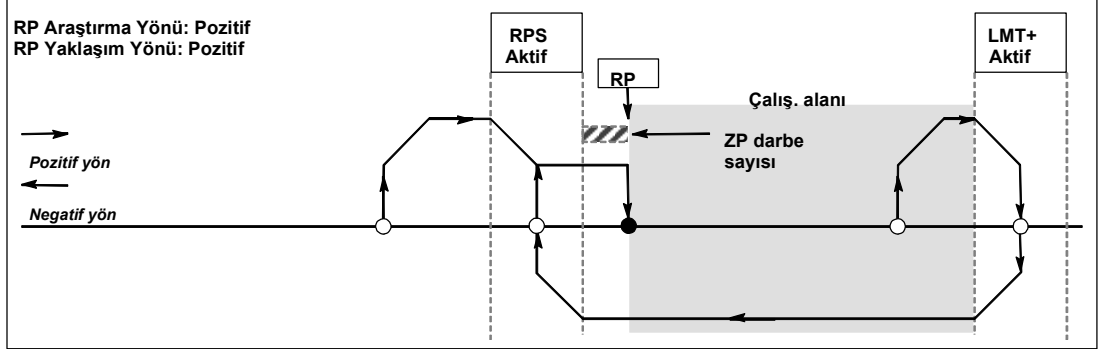 RP Araştırma Yönü: Pozitif
RP Yaklaşım Yönü: Pozitif
RPS
Aktif
LMT+
Aktif
RP
Çalış. alanı
ZP darbe
sayısı
Pozitif yön
Negatif yön